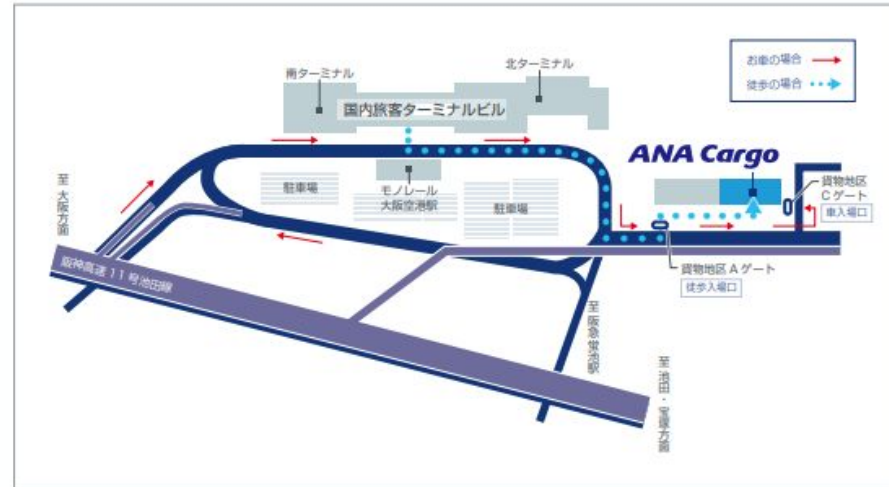 お車の場合
徒歩の場合
南ターミナル
北ターミナル
国内旅客ターミナルビル
ANA Cargo
駐車場
モノレール
大阪空港駅
駐車場
貨物地区
Cゲート
車入場口
貨物地区 Aゲート
徒歩入場口
至 大阪方面
阪神高速11号池田線
至 阪急蛍池駅
至 池田・宝塚方面